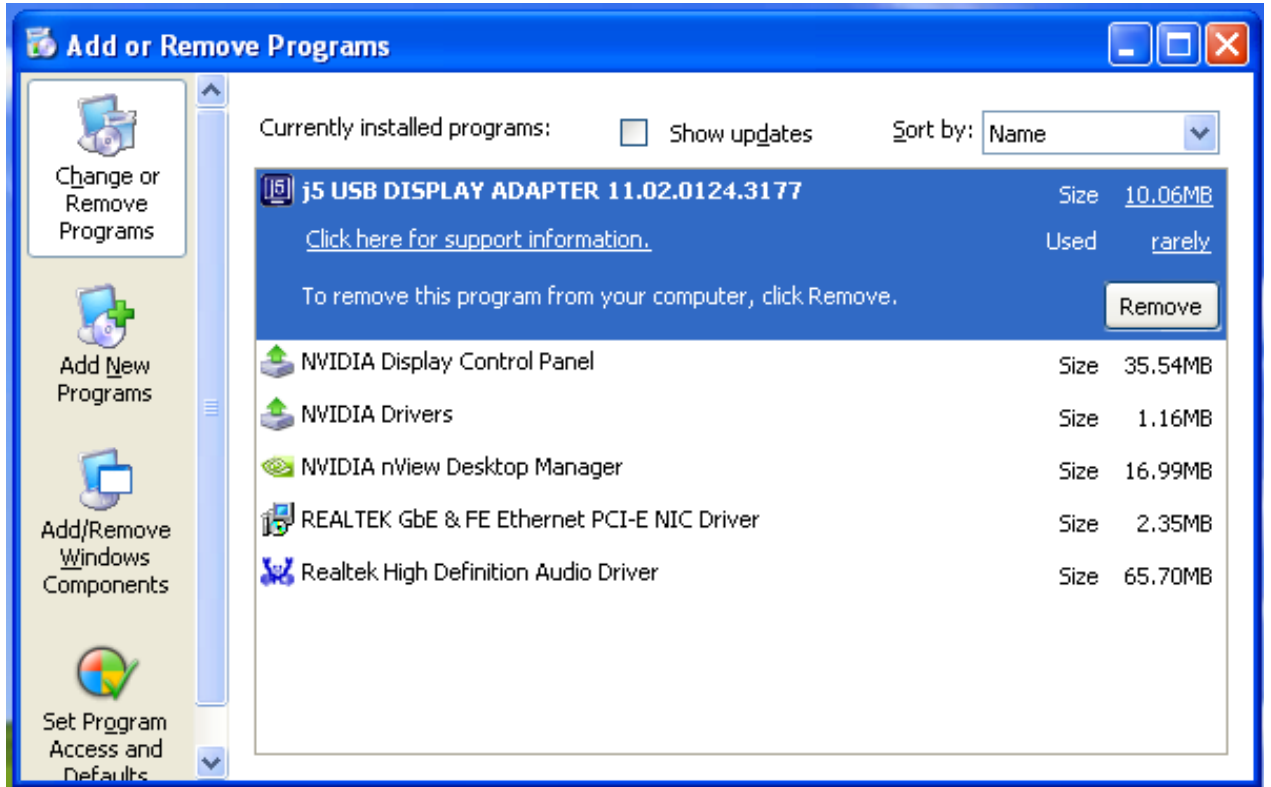 Add or Remove Programs
Change or
Remove
Programs
Add New
Programs
Add/Remove
Windows
Components
Set Program
Access and
Defaults
Currently installed programs: Show updates Sort by: Name
j5 USB DISPLAY ADAPTER 11.02.0124.3177 Size 10.06MB
Click here for support information. Used rarely
To remove this program from your computer, click Remove. Remove
NVIDIA Display Control Panel Size 35.54MB
NVIDIA Drivers Size 1.16MB
NVIDIA nView Desktop Manager Size 16.99MB
REALTEK GbE & FE Ethernet PCI-E NIC Driver Size 2.35MB
Realtek High Definition Audio Driver Size 65.70MB